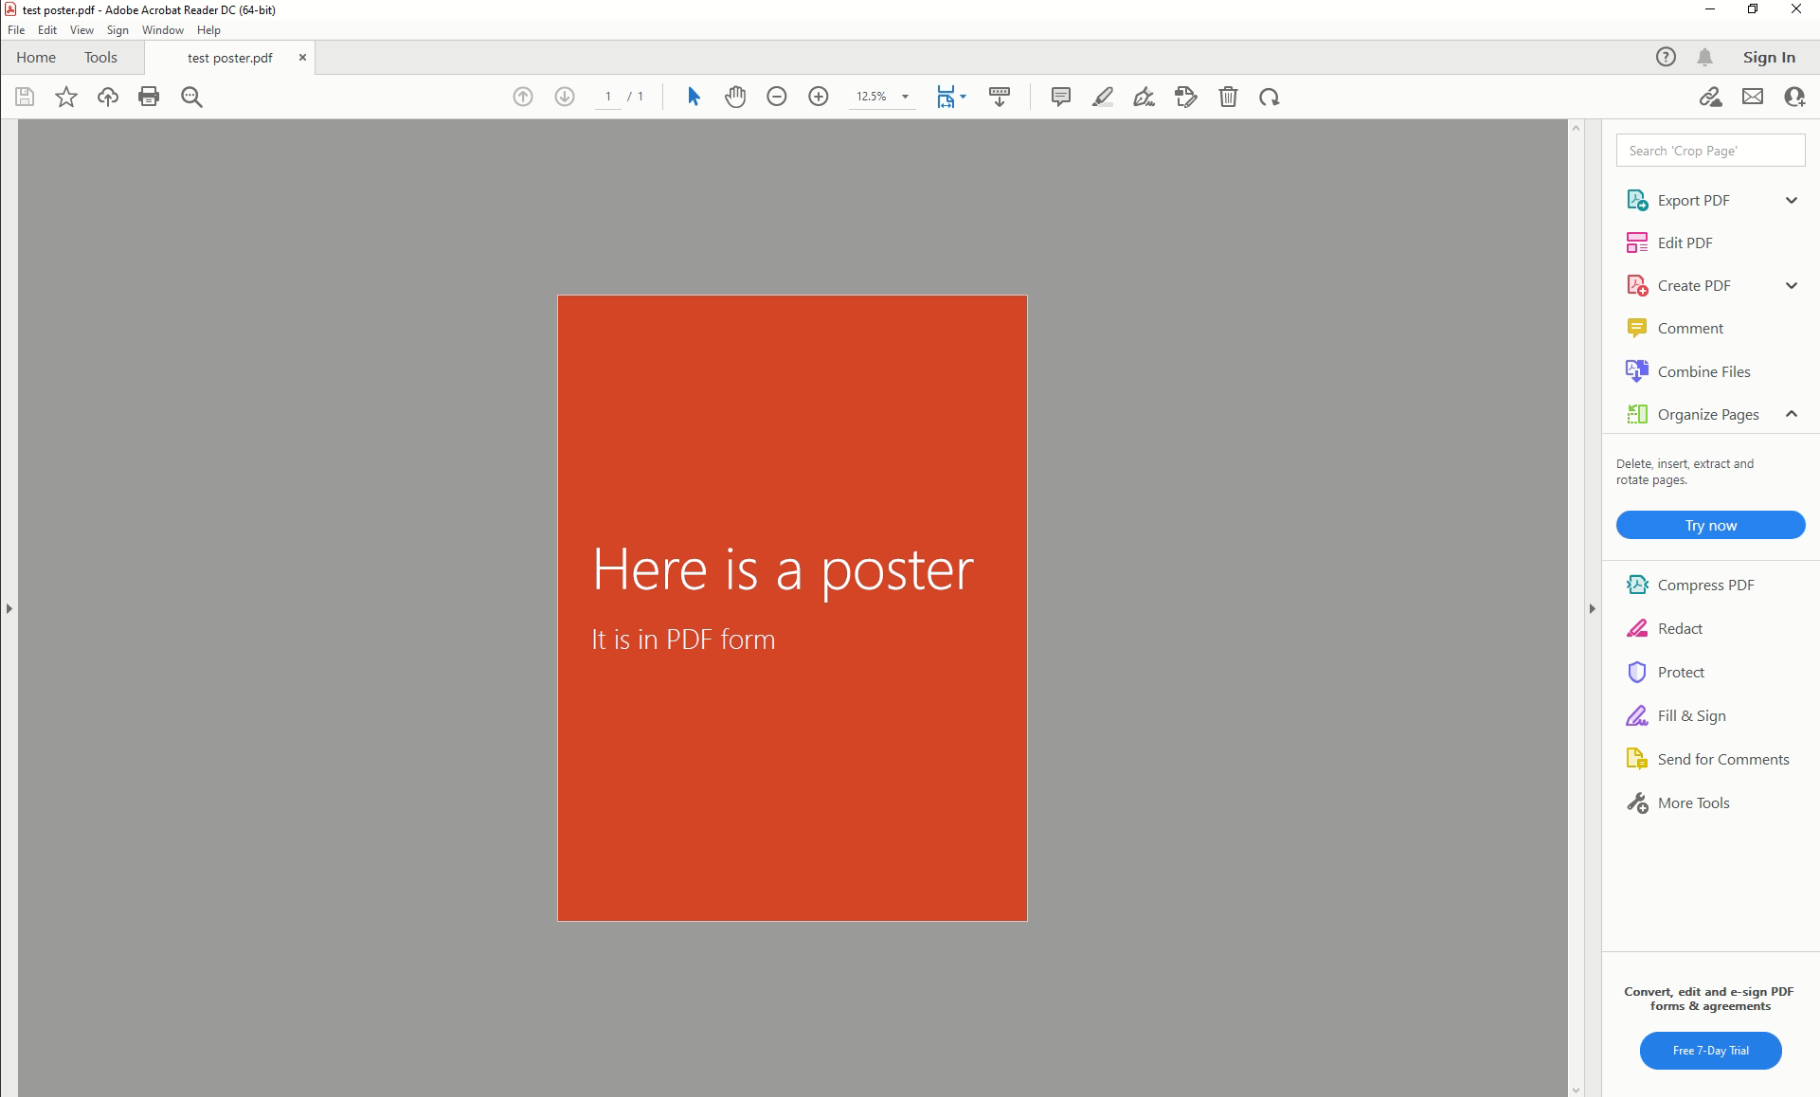 test poster.pdf - Adobe Acrobat Reader DC (64-bit)
File Edit View Sign Window Help
Home Tools test poster.pdf × Sign In
1 / 1 12.5%
Search 'Crop Page'
Export PDF
Edit PDF
Create PDF
Comment
Combine Files
Organize Pages
Delete, insert, extract and
rotate pages.
Try now
Compress PDF
Redact
Protect
Fill & Sign
Send for Comments
More Tools
Convert, edit and e-sign PDF
forms & agreements
Free 7-Day Trial
Here is a poster
It is in PDF form